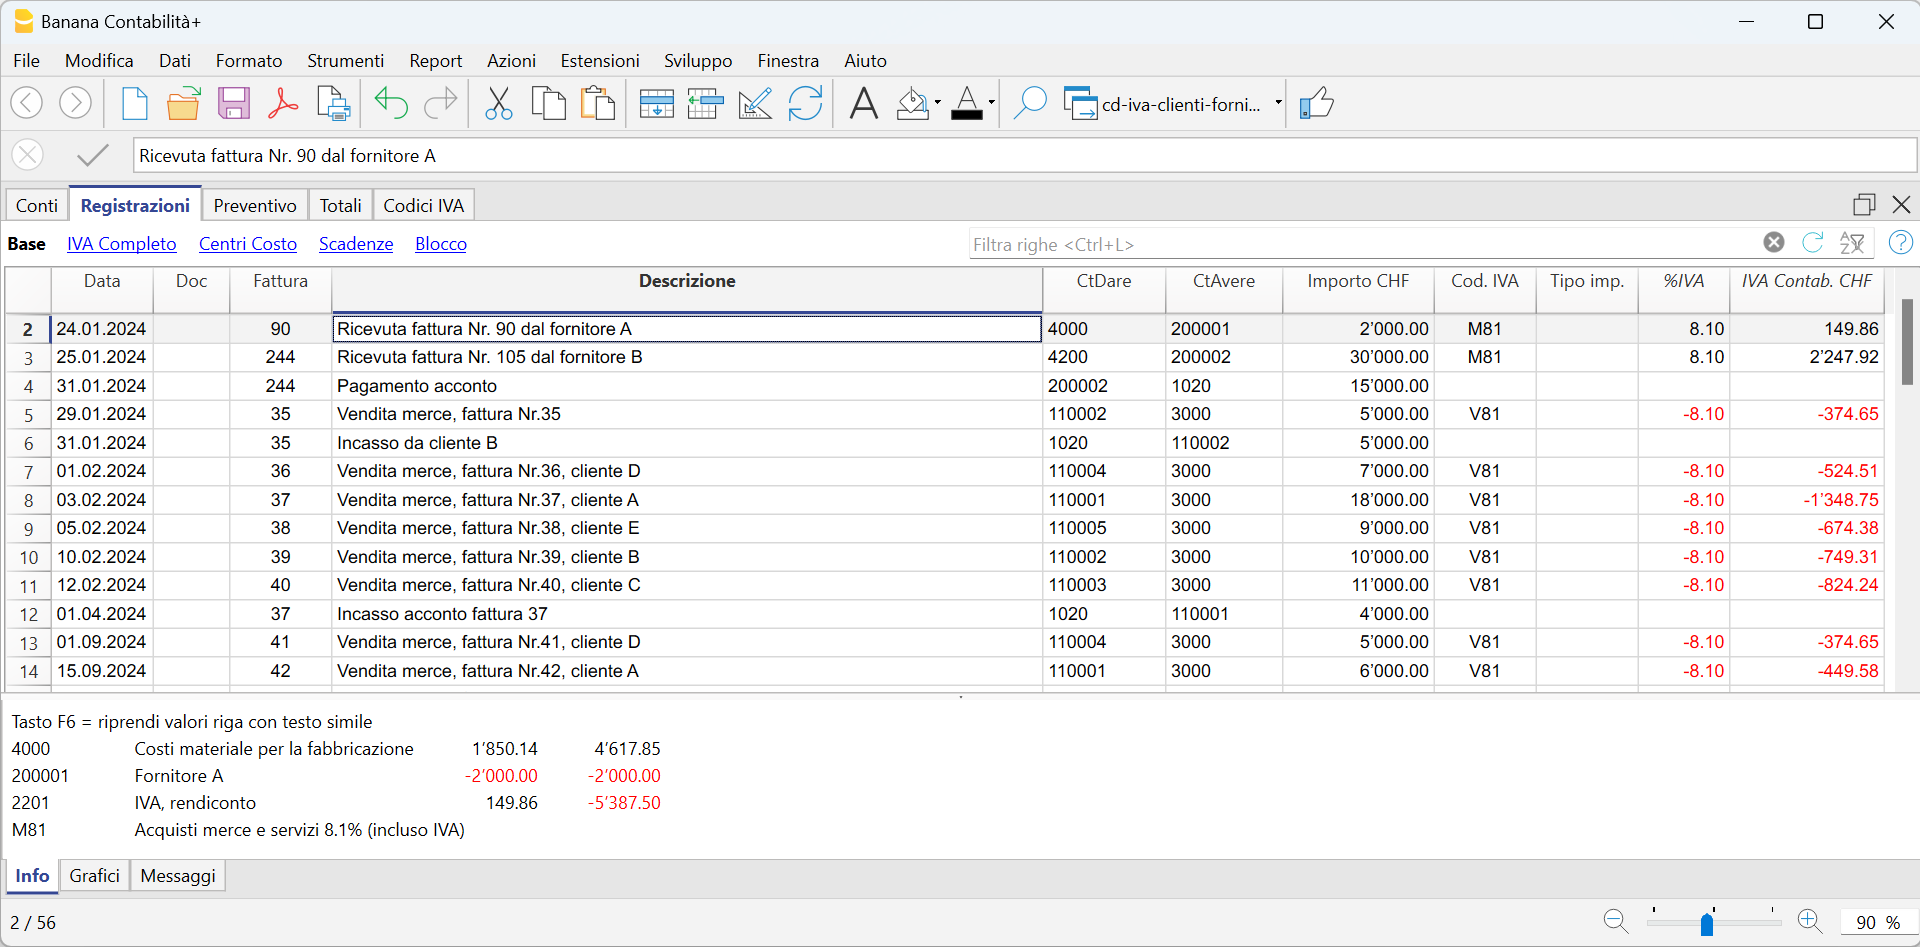 Banana Contabilità+
File Modifica Dati Formato Strumenti Report Azioni Estensioni Sviluppo Finestra Aiuto
cd-iva-clienti-forni...
Ricevuta fattura Nr. 90 dal fornitore A
Conti Registrazioni Preventivo Totali Codici IVA
Base IVA Completo Centri Costo Scadenze Blocco Filtra righe <Ctrl+L>
Data Doc Fattura Descrizione CtDare CtAvere Importo CHF Cod. IVA Tipo imp. %IVA IVA Contab. CHF
2 24.01.2024 90 Ricevuta fattura Nr. 90 dal fornitore A 4000 200001 2’000.00 M81 8.10 149.86
3 25.01.2024 244 Ricevuta fattura Nr. 105 dal fornitore B 4200 200002 30’000.00 M81 8.10 2’247.92
4 31.01.2024 244 Pagamento acconto 200002 1020 15’000.00
5 29.01.2024 35 Vendita merce, fattura Nr.35 110002 3000 5’000.00 V81 -8.10 -374.65
6 31.01.2024 35 Incasso da cliente B 1020 110002 5’000.00
7 01.02.2024 36 Vendita merce, fattura Nr.36, cliente D 110004 3000 7’000.00 V81 -8.10 -524.51
8 03.02.2024 37 Vendita merce, fattura Nr.37, cliente A 110001 3000 18’000.00 V81 -8.10 -1’348.75
9 05.02.2024 38 Vendita merce, fattura Nr.38, cliente E 110005 3000 9’000.00 V81 -8.10 -674.38
10 10.02.2024 39 Vendita merce, fattura Nr.39, cliente B 110002 3000 10’000.00 V81 -8.10 -749.31
11 12.02.2024 40 Vendita merce, fattura Nr.40, cliente C 110003 3000 11’000.00 V81 -8.10 -824.24
12 01.04.2024 37 Incasso acconto fattura 37 1020 110001 4’000.00
13 01.09.2024 41 Vendita merce, fattura Nr.41, cliente D 110004 3000 5’000.00 V81 -8.10 -374.65
14 15.09.2024 42 Vendita merce, fattura Nr.42, cliente A 110001 3000 6’000.00 V81 -8.10 -449.58
Tasto F6 = riprendi valori riga con testo simile
4000 Costi materiale per la fabbricazione 1’850.14 4’617.85
200001 Fornitore A -2’000.00 -2’000.00
2201 IVA, rendiconto 149.86 -5’387.50
M81 Acquisti merce e servizi 8.1% (incluso IVA)
Info Grafici Messaggi
2 / 56 90 %